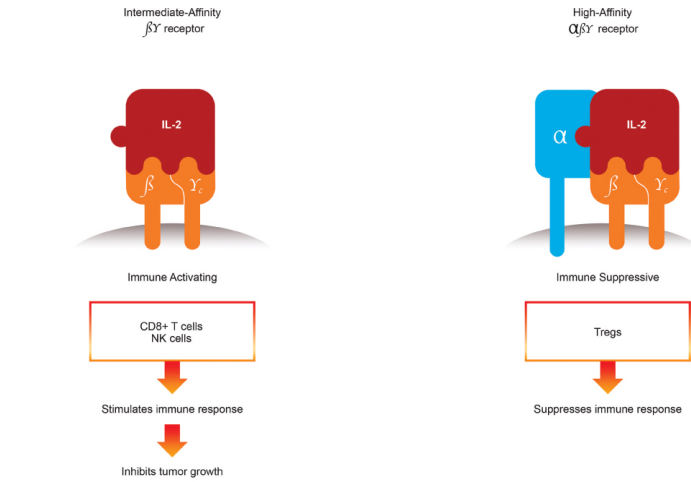 Intermediate-Affinity
βγ receptor
IL-2
β
γc
Immune Activating
CD8+ T cells
NK cells
Stimulates immune response
Inhibits tumor growth
High-Affinity
αβγ receptor
α
IL-2
β
γc
Immune Suppressive
Tregs
Suppresses immune response